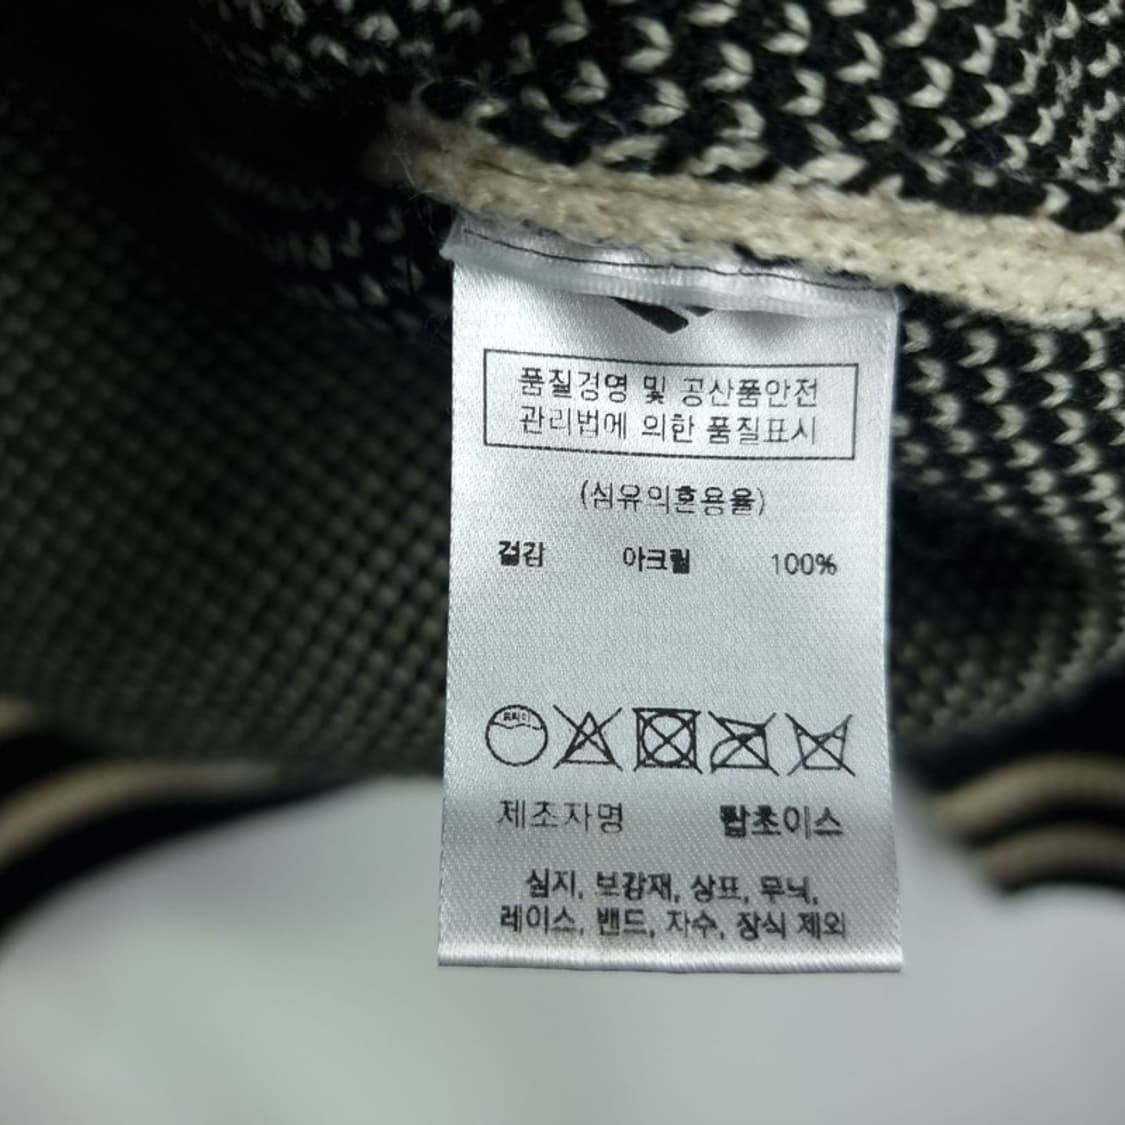 품질경영 및 공산품안전
관리법에 의한 품질표시
(섬유의혼용율)
겉감 아크릴 100%
드라이
제조자명 탑초이스
심지, 보강재, 상표, 무늬,
레이스, 밴드, 자수, 장식 제외